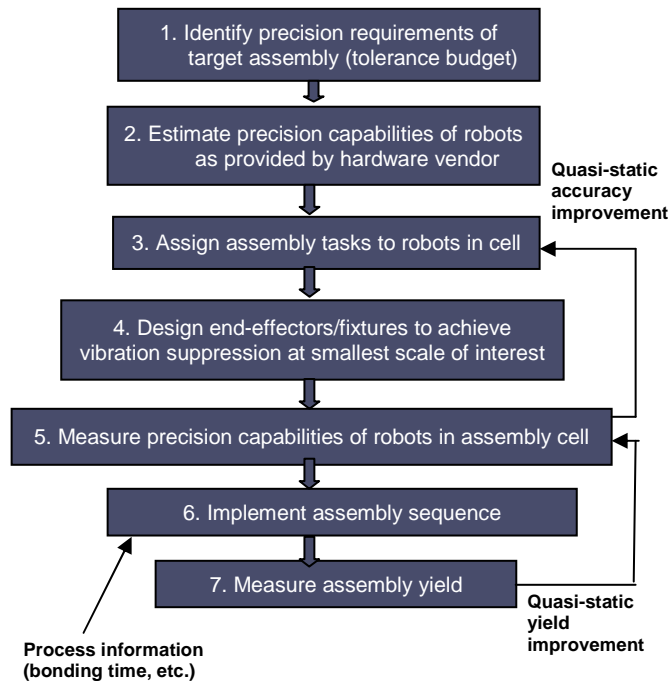 1. Identify precision requirements of
target assembly (tolerance budget)
2. Estimate precision capabilities of robots
as provided by hardware vendor
Quasi-static
accuracy
improvement
3. Assign assembly tasks to robots in cell
4. Design end-effectors/fixtures to achieve
vibration suppression at smallest scale of interest
5. Measure precision capabilities of robots in assembly cell
6. Implement assembly sequence
7. Measure assembly yield
Quasi-static
yield
improvement
Process information
(bonding time, etc.)